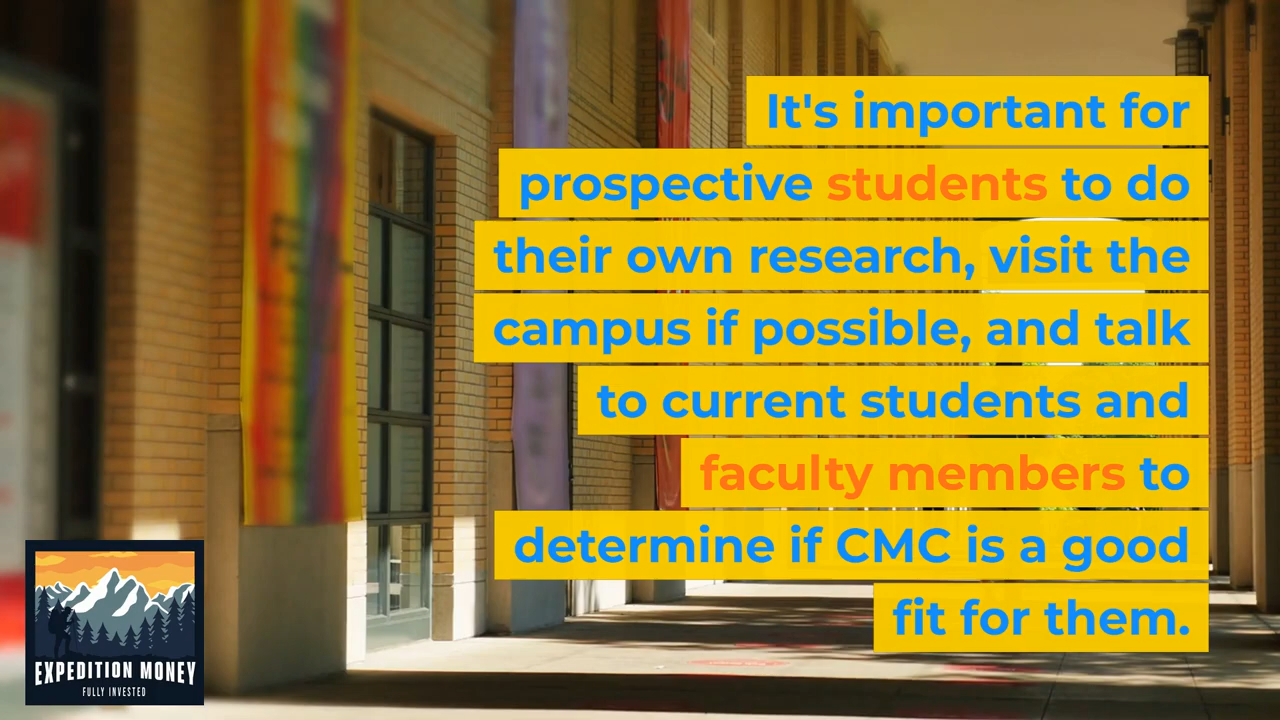 It's important for
prospective students to do
their own research, visit the
campus if possible, and talk
to current students and
faculty members to
determine if CMC is a good
fit for them.
EXPEDITION MONEY
FULLY INVESTED